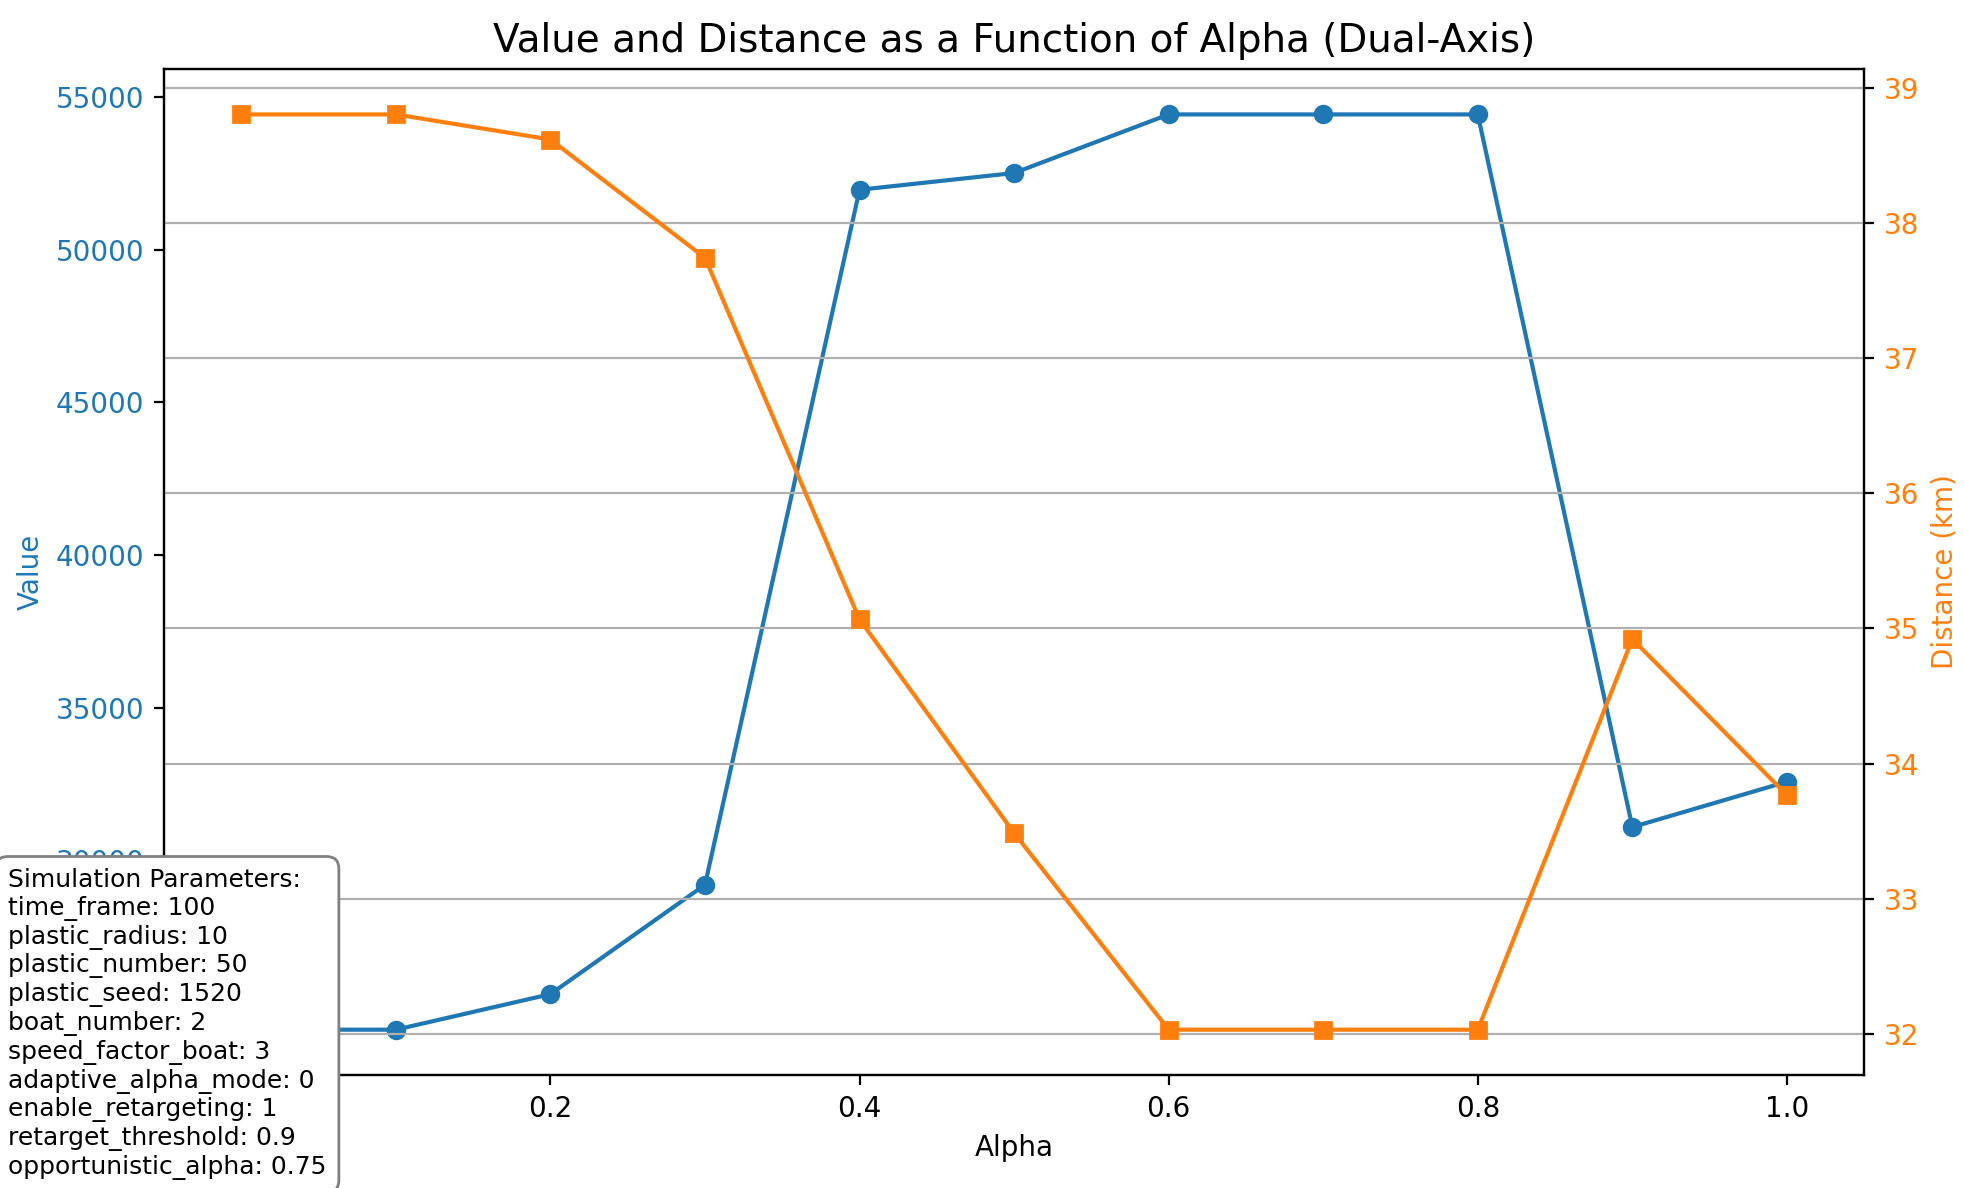 Value and Distance as a Function of Alpha (Dual-Axis)
55000
50000
45000
40000
35000
Value
39
38
37
36
35
34
33
32
Distance (km)
0.2
0.4
0.6
0.8
1.0
Alpha
Simulation Parameters:
time_frame: 100
plastic_radius: 10
plastic_number: 50
plastic_seed: 1520
boat_number: 2
speed_factor_boat: 3
adaptive_alpha_mode: 0
enable_retargeting: 1
retarget_threshold: 0.9
opportunistic_alpha: 0.75